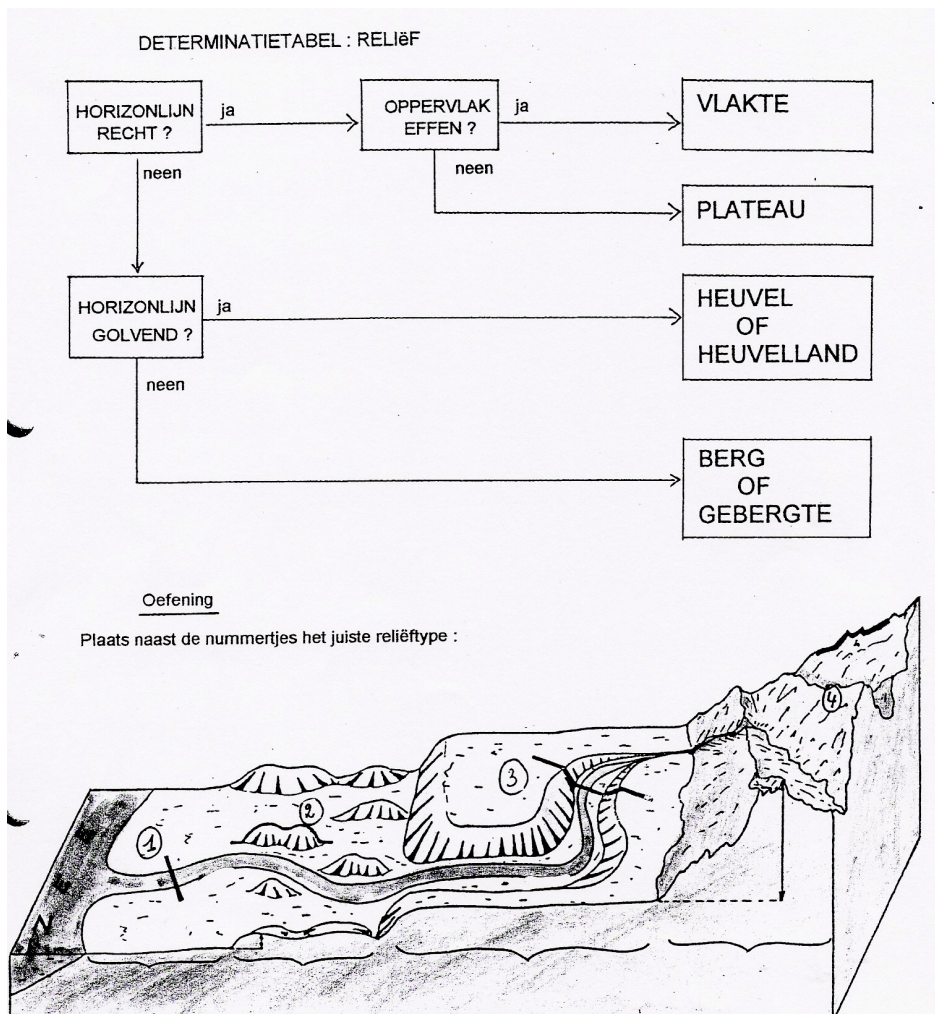 DETERMINATIETABEL : RELIëF
HORIZONLIJN
RECHT ?
ja
OPPERVLAK
EFFEN ?
ja
VLAKTE
neen
neen
PLATEAU
HORIZONLIJN
GOLVEND ?
ja
HEUVEL
OF
HEUVELLAND
neen
BERG
OF
GEBERGTE
Oefening
Plaats naast de nummertjes het juiste reliëftype :
4
3
2
1
N